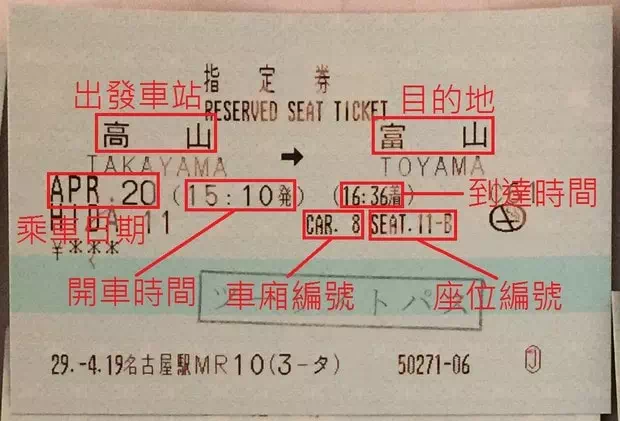 指定券
出發車站
RESERVED SEAT TICKET
目的地
高山
富山
TAKAYAMA
➡
TOYAMA
APR.20 (15:10発) (16:36着)
到達時間
HIDA 11
乘車日期
CAR. 8 SEAT.11-B
¥***
開車時間 車廂編號 座位編號
29.-4.19名古屋駅MR10(3-タ) 50271-06